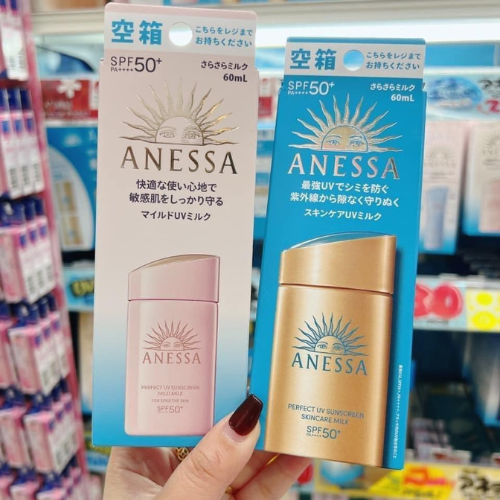 空箱
こちらをレジまで
お持ちください
SPF50+
PA++++
さらさらミルク
60mL
ANESSA
快適な使い心地で
敏感肌をしっかり守る
マイルドUVミルク
ANESSA
PERFECT UV SUNSCREEN
MILD MILK
FOR SENSITIVE SKIN
SPF50+
空箱
こちらをレジまで
お持ちください
SPF50+
PA++++
さらさらミルク
60mL
ANESSA
最強UVでシミを防ぐ
紫外線から隙なく守りぬく
スキンケアUVミルク
ANESSA
PERFECT UV SUNSCREEN
SKINCARE MILK
SPF50+
PA++++